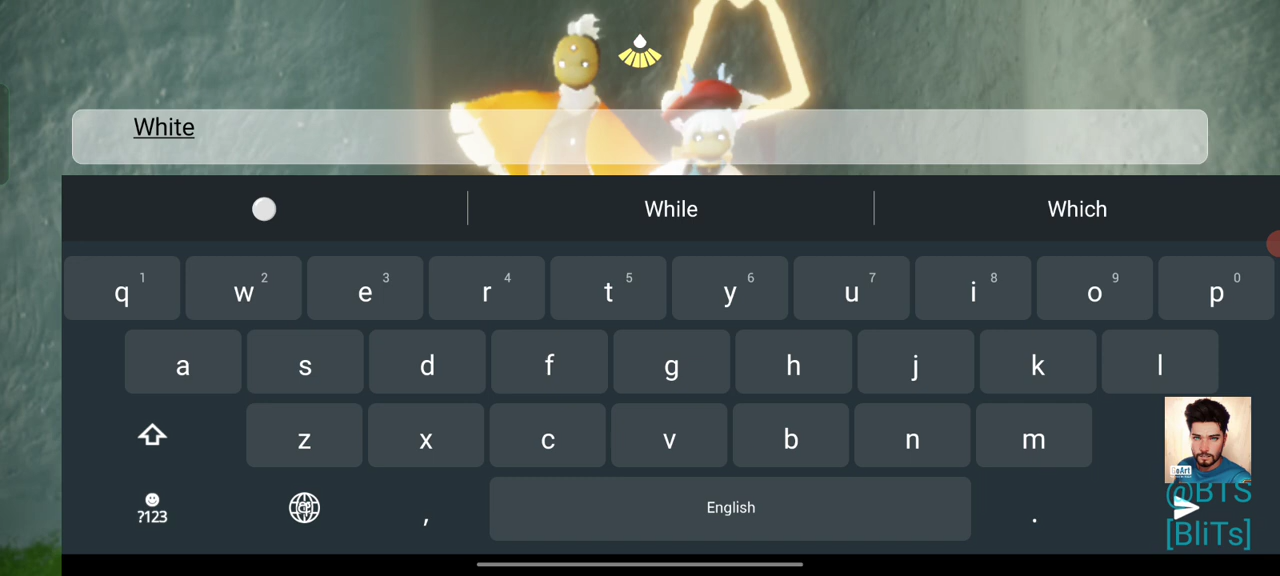 White
While
Which
q 1 w 2 e 3 r 4 t 5 y 6 u 7 i 8 o 9 p 0
a s d f g h j k l
z x c v b n m
?123 , English .
@BTS
[BliTs]